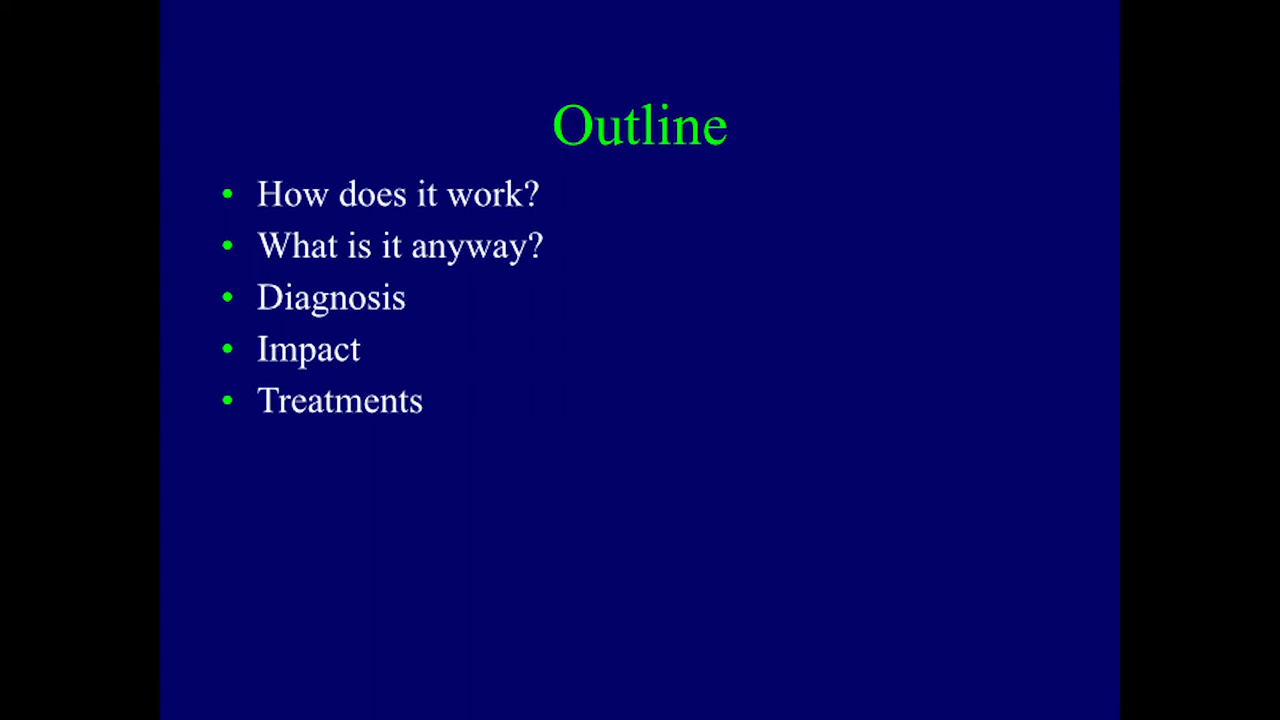 Outline
• How does it work?
• What is it anyway?
• Diagnosis
• Impact
• Treatments